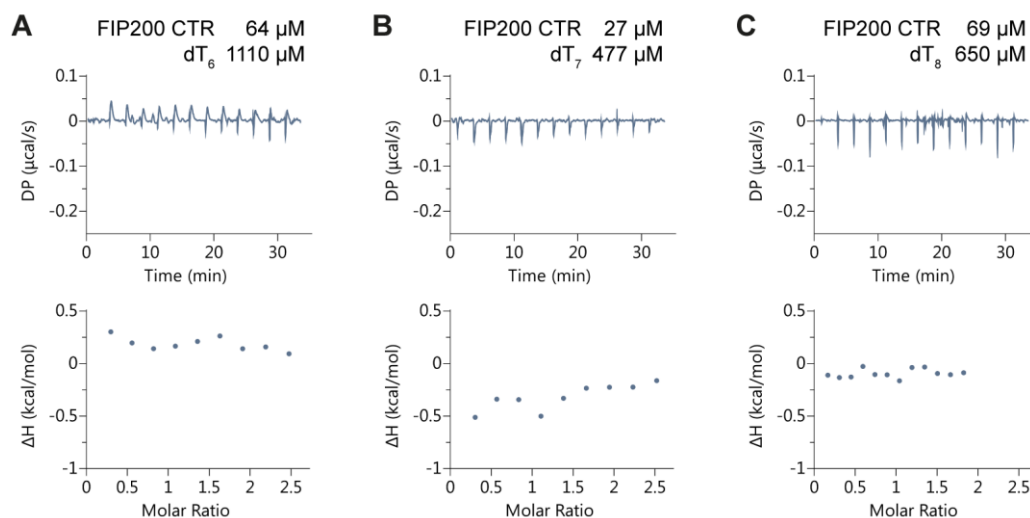 A
FIP200 CTR 64 µM
dT6 1110 µM
0.1
0
-0.1
-0.2
DP (µcal/s)
0 10 20 30
Time (min)
0.5
0
-0.5
-1
ΔH (kcal/mol)
0 0.5 1 1.5 2 2.5
Molar Ratio
B
FIP200 CTR 27 µM
dT7 477 µM
0.1
0
-0.1
-0.2
DP (µcal/s)
0 10 20 30
Time (min)
0.5
0
-0.5
-1
ΔH (kcal/mol)
0 0.5 1 1.5 2 2.5
Molar Ratio
C
FIP200 CTR 69 µM
dT8 650 µM
0.1
0
-0.1
-0.2
DP (µcal/s)
0 10 20 30
Time (min)
0.5
0
-0.5
-1
ΔH (kcal/mol)
0 0.5 1 1.5 2 2.5
Molar Ratio